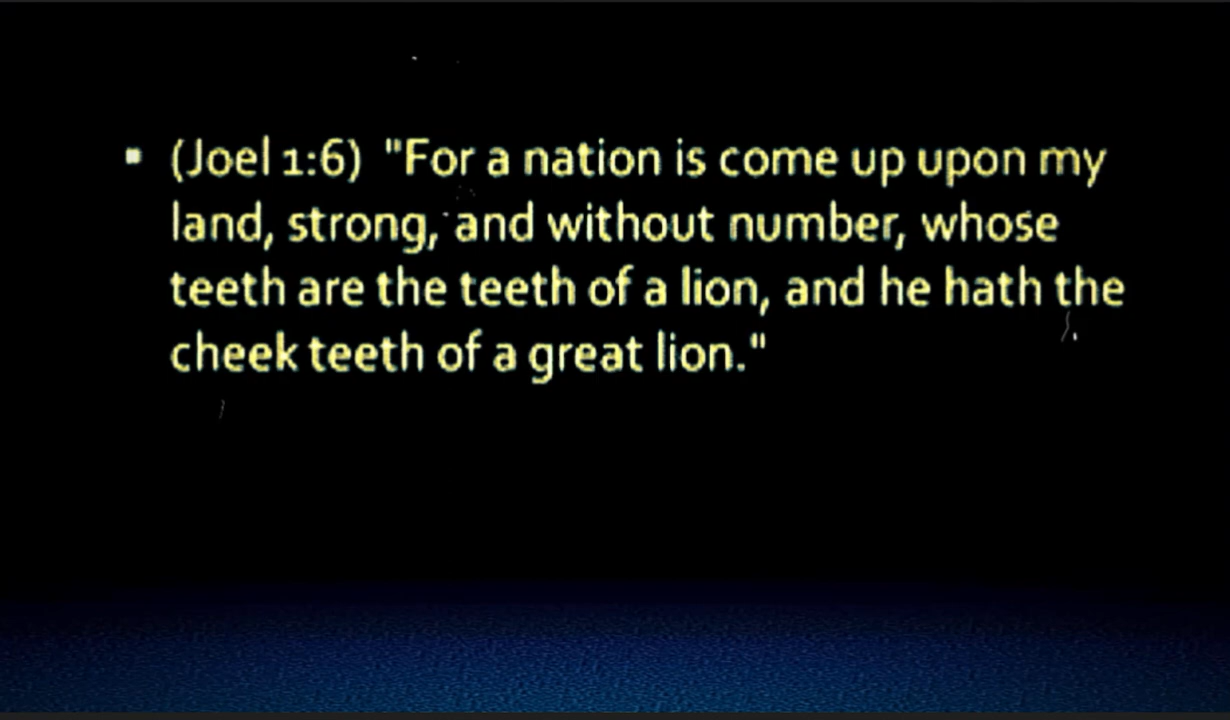 ▪ (Joel 1:6) "For a nation is come up upon my
land, strong, and without number, whose
teeth are the teeth of a lion, and he hath the
cheek teeth of a great lion."